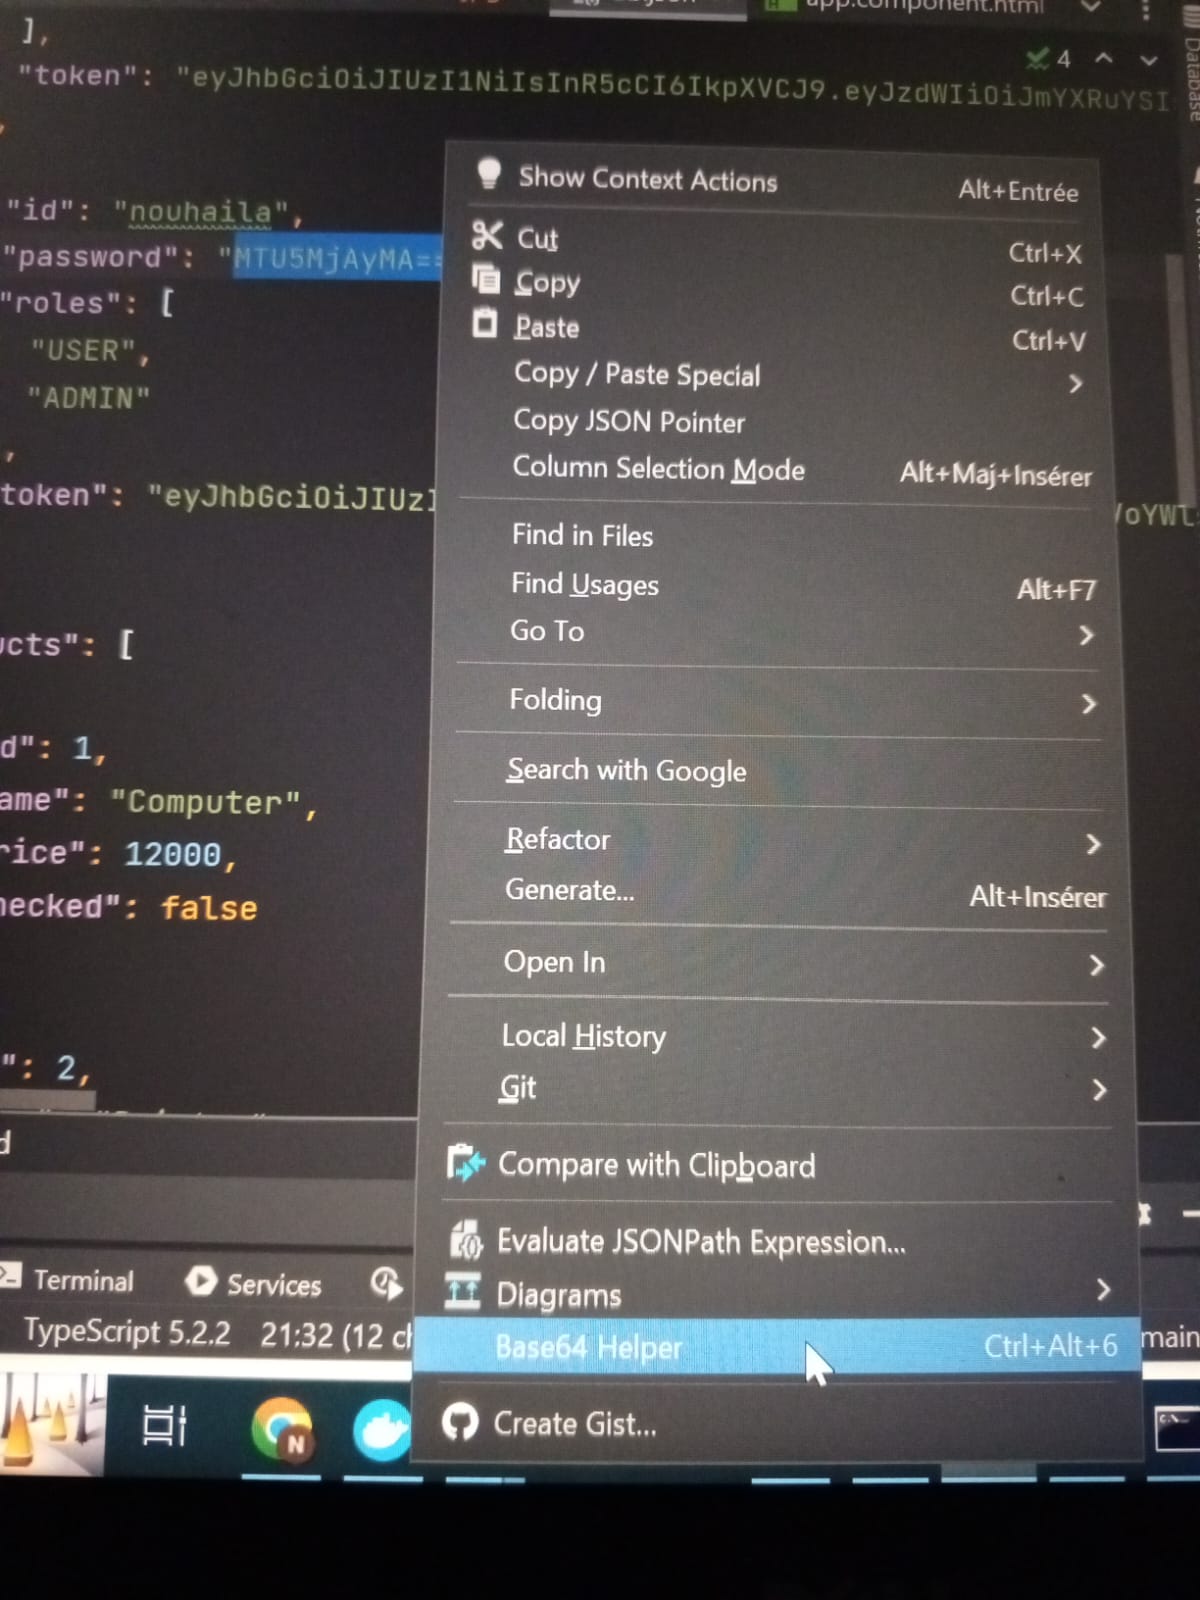 app.component.html
],
4
"token": "eyJhbGciOiJIUzI1NiIsInR5cCI6IkpXVCJ9.eyJzdWIiOiJmYXRuYSI
Database
"id": "nouhaila",
"password": "MTU5MjAyMA==
"roles": [
"USER",
"ADMIN"
,
token": "eyJhbGciOiJIUzI
VoYWl
ucts": [
d": 1,
ame": "Computer",
rice": 12000,
hecked": false
": 2,
d
Show Context Actions Alt+Entrée
Cut Ctrl+X
Copy Ctrl+C
Paste Ctrl+V
Copy / Paste Special
Copy JSON Pointer
Column Selection Mode Alt+Maj+Insérer
Find in Files
Find Usages Alt+F7
Go To
Folding
Search with Google
Refactor
Generate... Alt+Insérer
Open In
Local History
Git
Compare with Clipboard
Evaluate JSONPath Expression...
Diagrams
Base64 Helper Ctrl+Alt+6
Create Gist...
Terminal Services
TypeScript 5.2.2 21:32 (12 ch
main
N